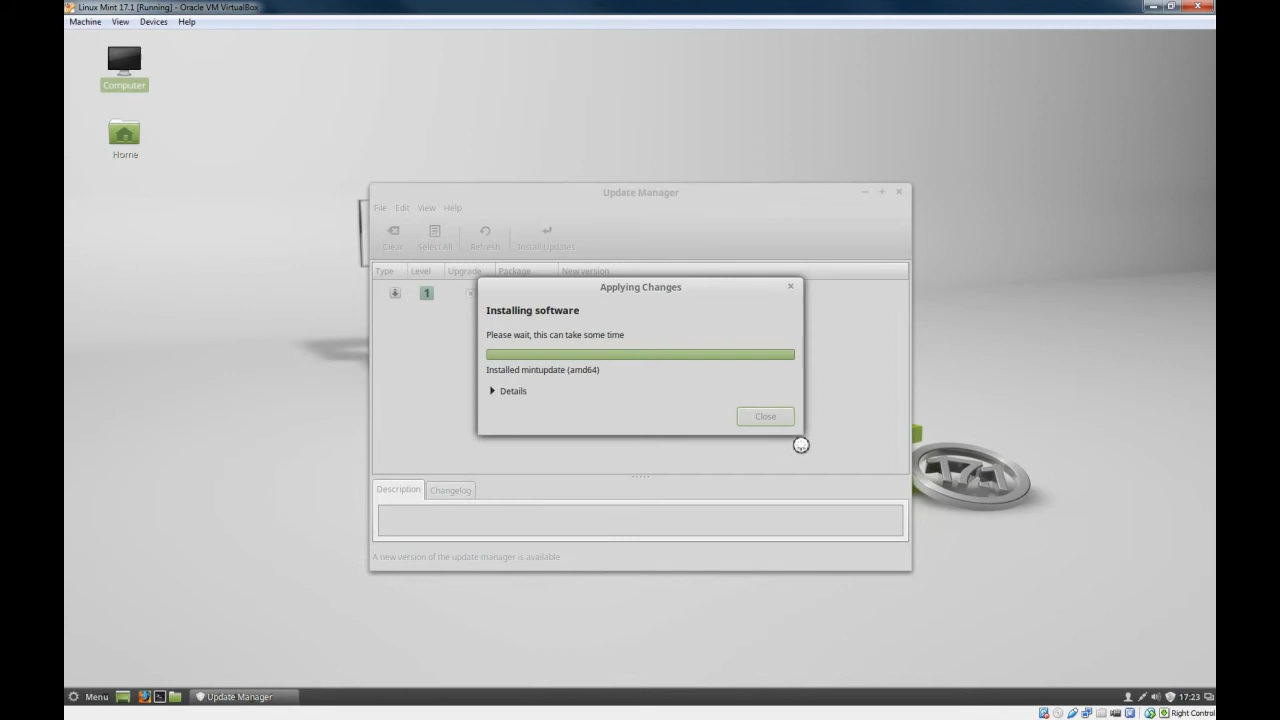 Linux Mint 17.1 [Running] - Oracle VM VirtualBox
Machine View Devices Help
Computer
Home
Update Manager
File Edit View Help
Clear Select All Refresh Install Updates
Type Level Upgrade Package New version
1
Applying Changes
Installing software
Please wait, this can take some time
Installed mintupdate (amd64)
Details
Close
17.1
Description Changelog
A new version of the update manager is available
Menu Update Manager 17:23
Right Control